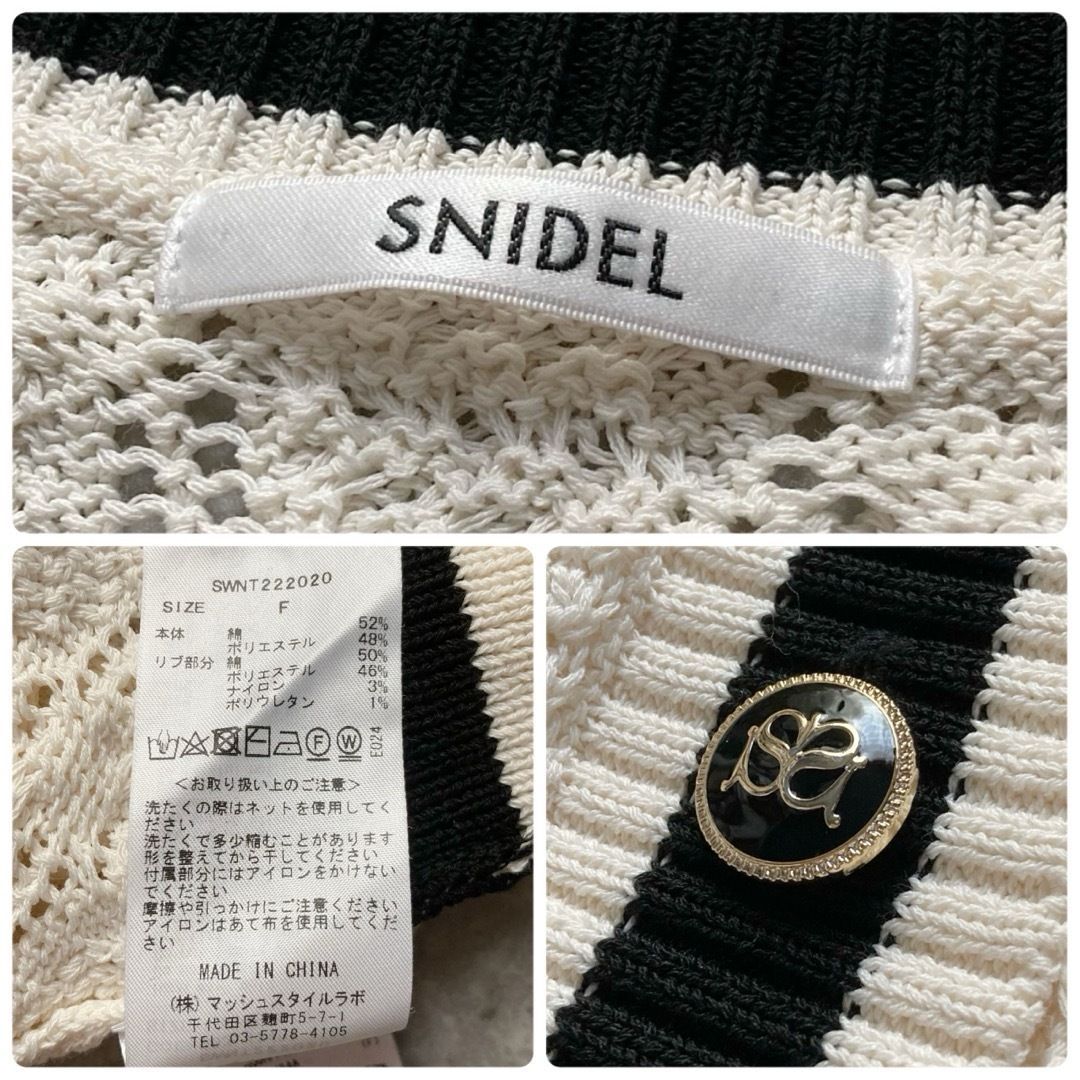 SNIDEL
SWNT222020
SIZE F
本体 綿 52%
ポリエステル 48%
リブ部分 綿 50%
ポリエステル 46%
ナイロン 3%
ポリウレタン 1%
F W E024
＜お取り扱い上のご注意＞
洗たくの際はネットを使用してく
ださい
洗たくで多少縮むことがあります
形を整えてから干してください
付属部分にはアイロンをかけない
でください
摩擦や引っかけにご注意ください
アイロンはあて布を使用してくだ
さい
MADE IN CHINA
(株) マッシュスタイルラボ
千代田区麹町5-7-1
TEL 03-5778-4105